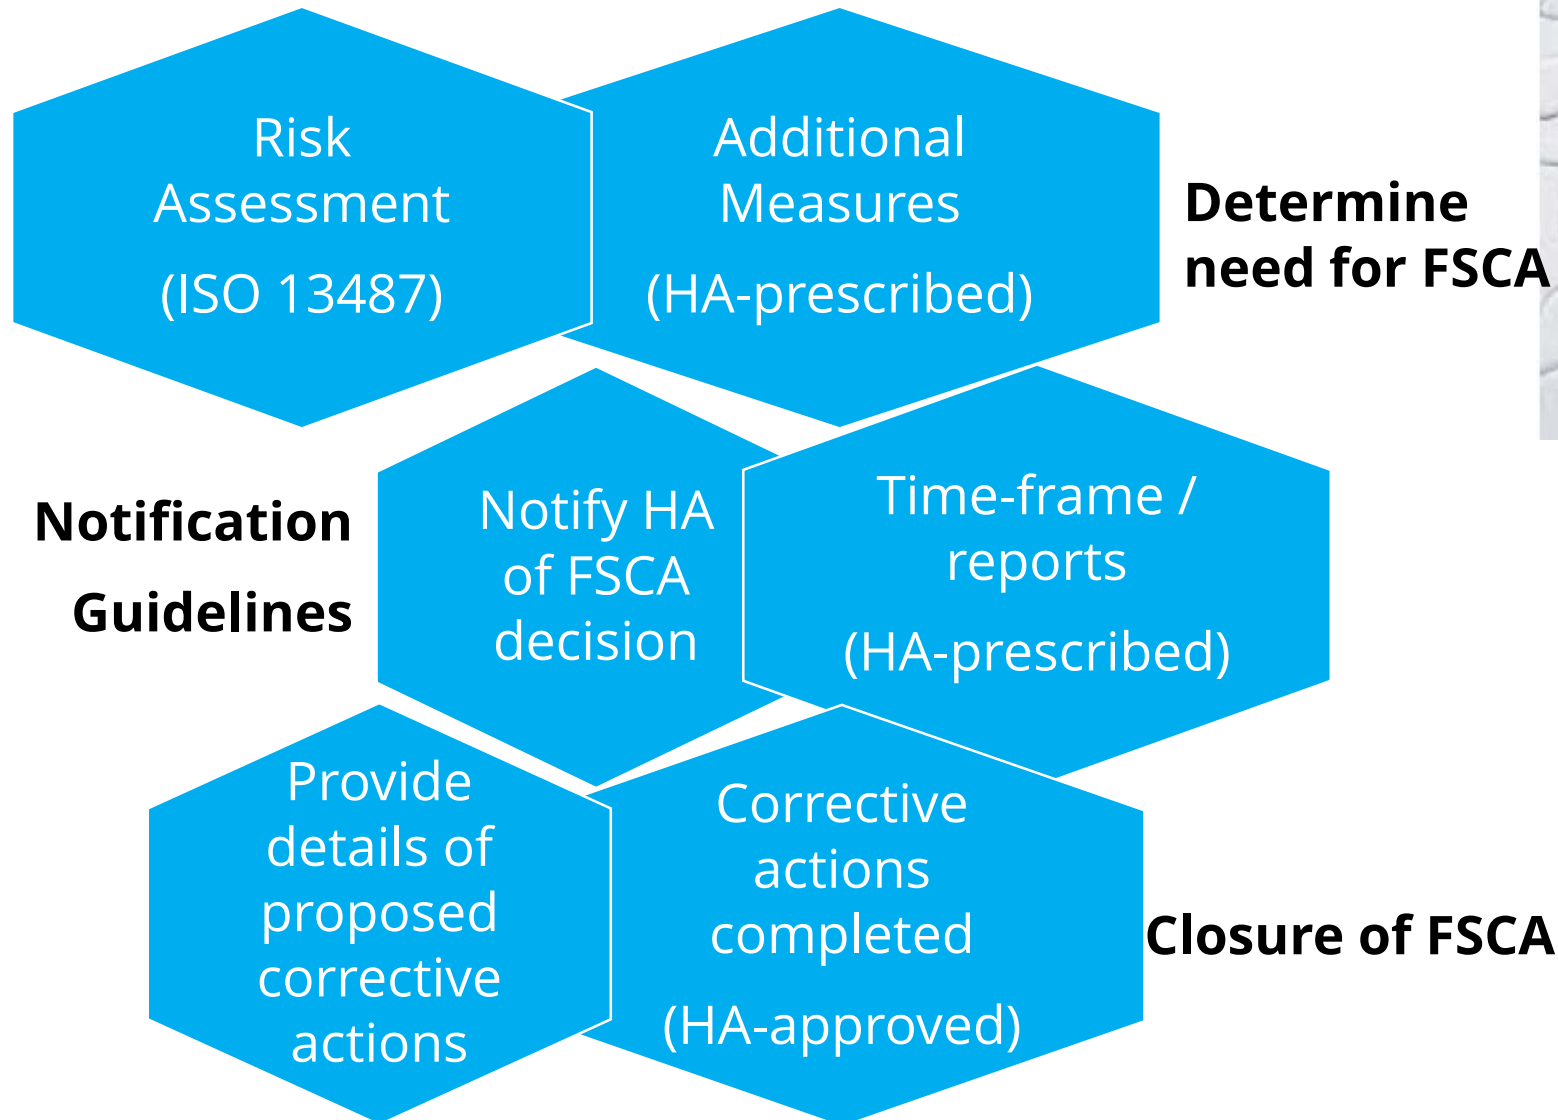 Risk
Assessment
(ISO 13487)
Additional
Measures
(HA-prescribed)
Determine
need for FSCA
Notification
Guidelines
Notify HA
of FSCA
decision
Time-frame /
reports
(HA-prescribed)
Provide
details of
proposed
corrective
actions
Corrective
actions
completed
(HA-approved)
Closure of FSCA